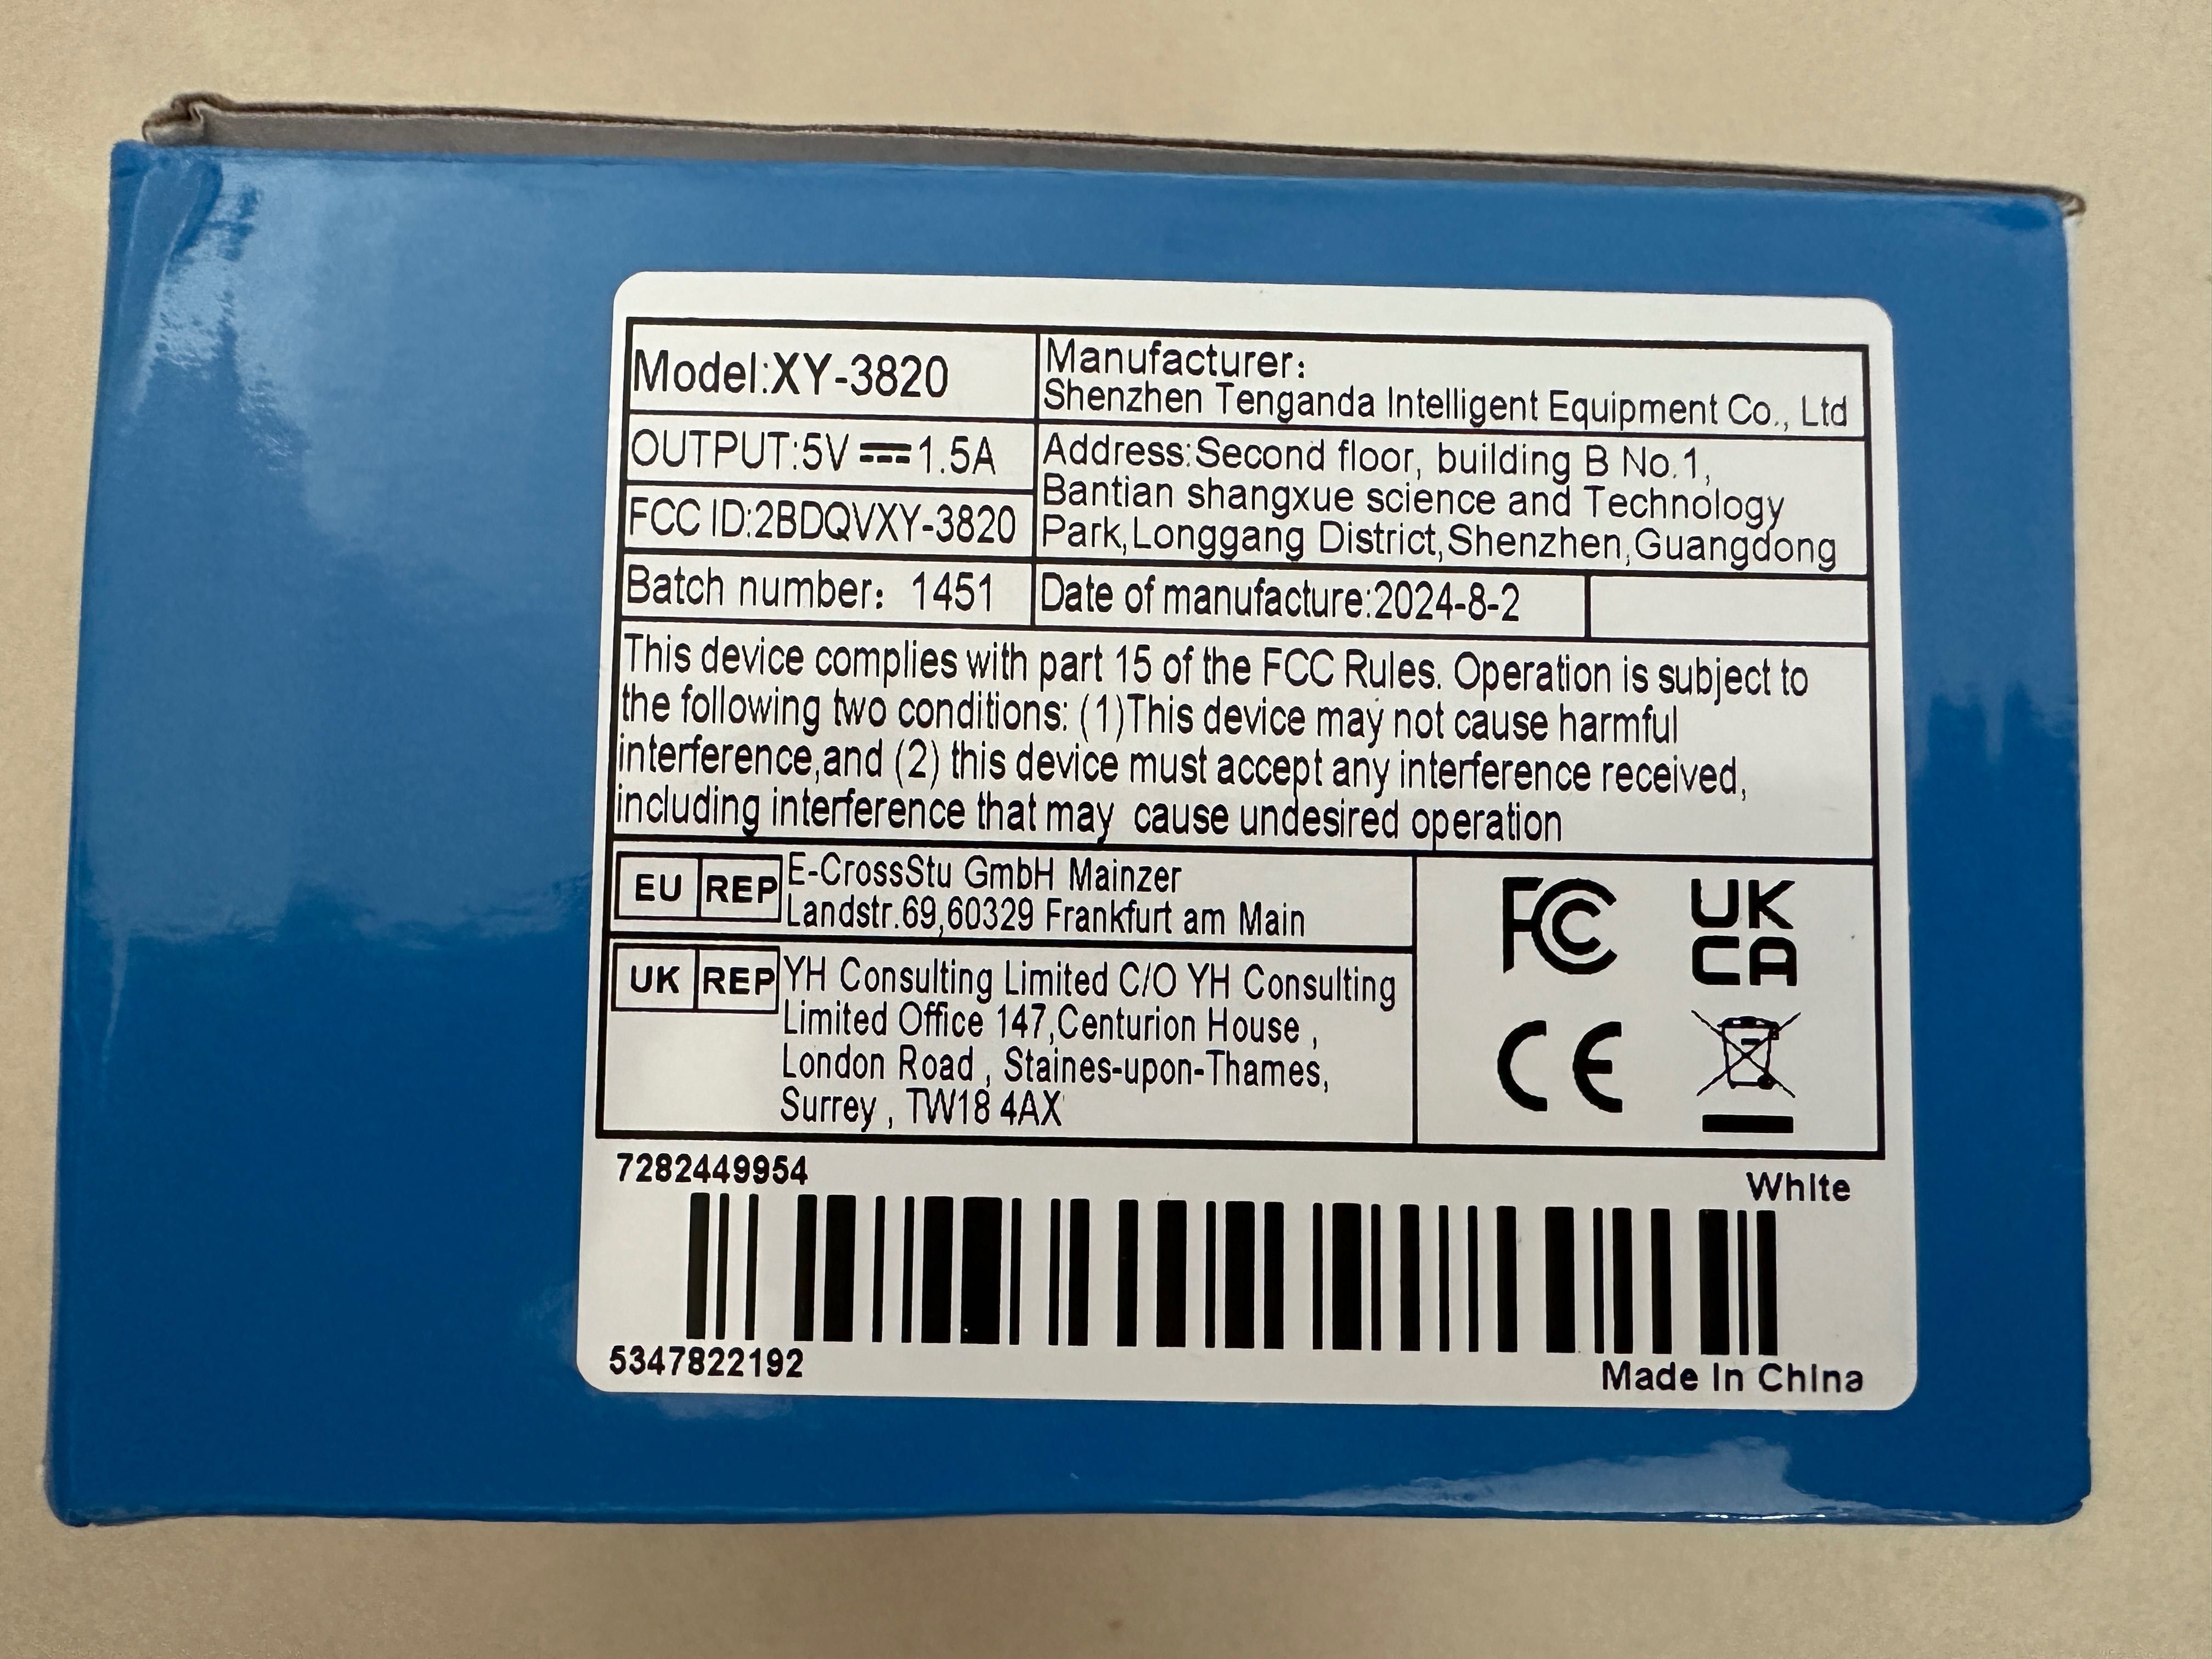 Model:XY-3820
Manufacturer:
Shenzhen Tenganda Intelligent Equipment Co., Ltd
OUTPUT:5V ⎓ 1.5A
Address:Second floor, building B No.1,
Bantian shangxue science and Technology
Park,Longgang District,Shenzhen,Guangdong
FCC ID:2BDQVXY-3820
Batch number: 1451
Date of manufacture:2024-8-2
This device complies with part 15 of the FCC Rules. Operation is subject to
the following two conditions: (1)This device may not cause harmful
interference,and (2) this device must accept any interference received,
including interference that may cause undesired operation
EU REP
E-CrossStu GmbH Mainzer
Landstr.69,60329 Frankfurt am Main
UK REP
YH Consulting Limited C/O YH Consulting
Limited Office 147,Centurion House ,
London Road , Staines-upon-Thames,
Surrey , TW18 4AX
FC
UK
CA
CE
7282449954
White
5347822192
Made In China